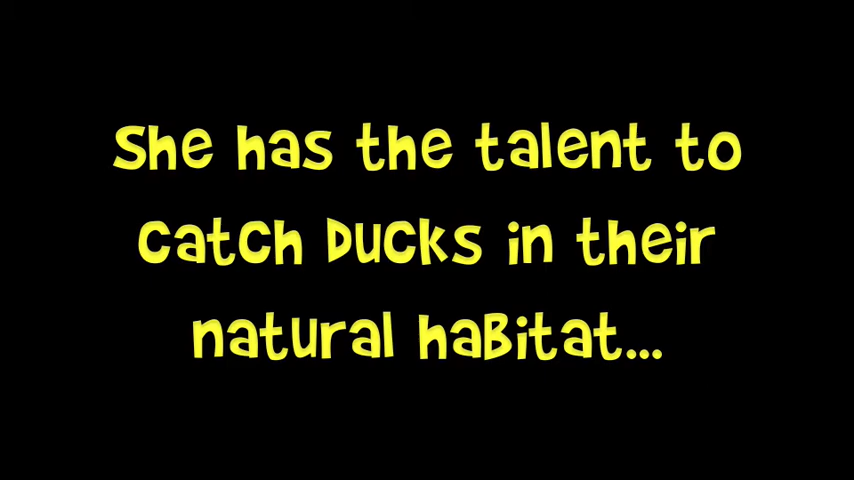 She has the talent to
catch Ducks in their
natural haBitat...